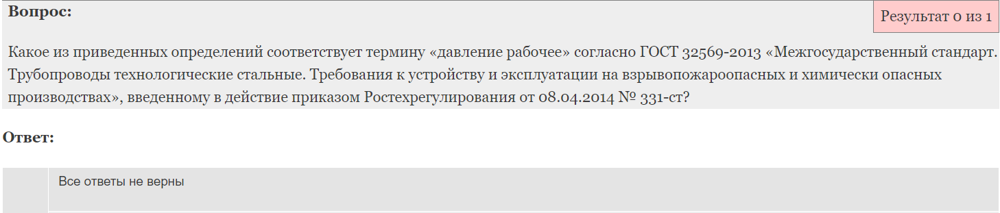 Вопрос:
Результат 0 из 1
Какое из приведенных определений соответствует термину «давление рабочее» согласно ГОСТ 32569-2013 «Межгосударственный стандарт.
Трубопроводы технологические стальные. Требования к устройству и эксплуатации на взрывопожароопасных и химически опасных
производствах», введенному в действие приказом Ростехрегулирования от 08.04.2014 № 331-ст?
Ответ:
Все ответы не верны